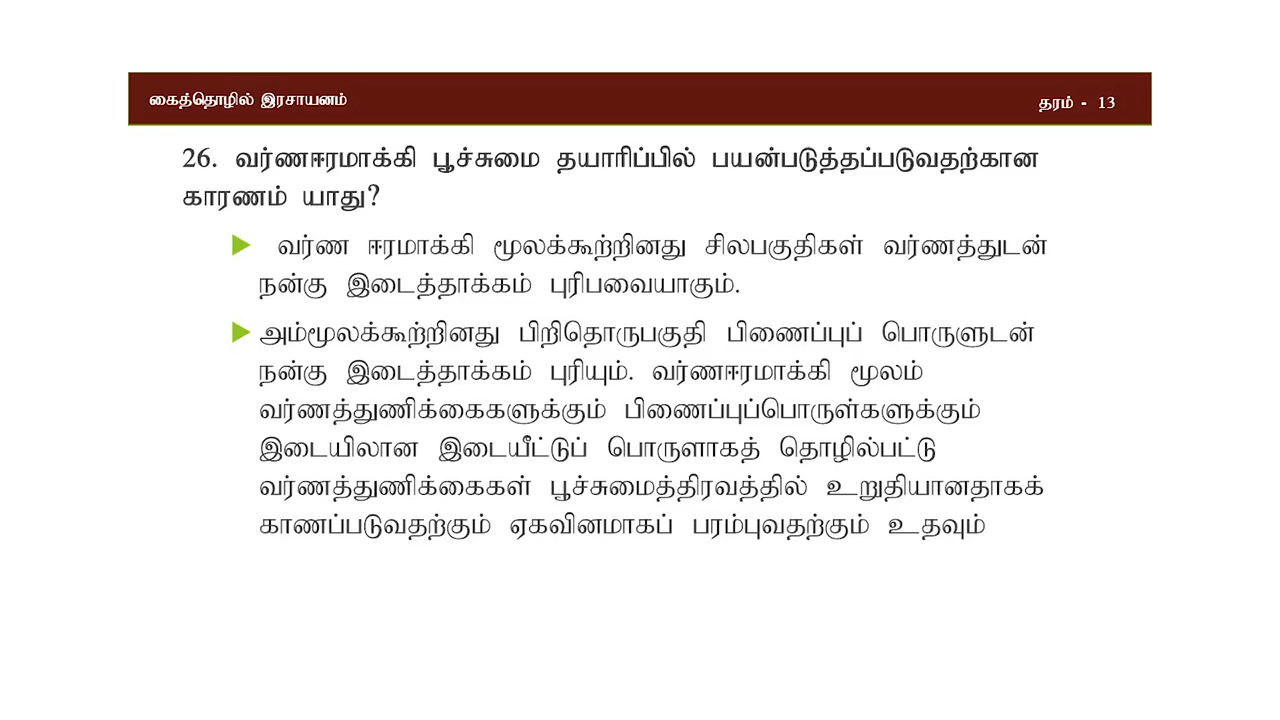 கைத்தொழில் இரசாயனம்
தரம் - 13
26. வர்ணஈரமாக்கி பூச்சுமை தயாரிப்பில் பயன்படுத்தப்படுவதற்கான
காரணம் யாது?
வர்ண ஈரமாக்கி மூலக்கூற்றினது சிலபகுதிகள் வர்ணத்துடன்
நன்கு இடைத்தாக்கம் புரிபவையாகும்.
அம்மூலக்கூற்றினது பிறிதொருபகுதி பிணைப்புப் பொருளுடன்
நன்கு இடைத்தாக்கம் புரியும். வர்ணஈரமாக்கி மூலம்
வர்ணத்துணிக்கைகளுக்கும் பிணைப்புப்பொருள்களுக்கும்
இடையிலான இடையீட்டுப் பொருளாகத் தொழில்பட்டு
வர்ணத்துணிக்கைகள் பூச்சுமைத்திரவத்தில் உறுதியானதாகக்
காணப்படுவதற்கும் ஏகவினமாகப் பரம்புவதற்கும் உதவும்